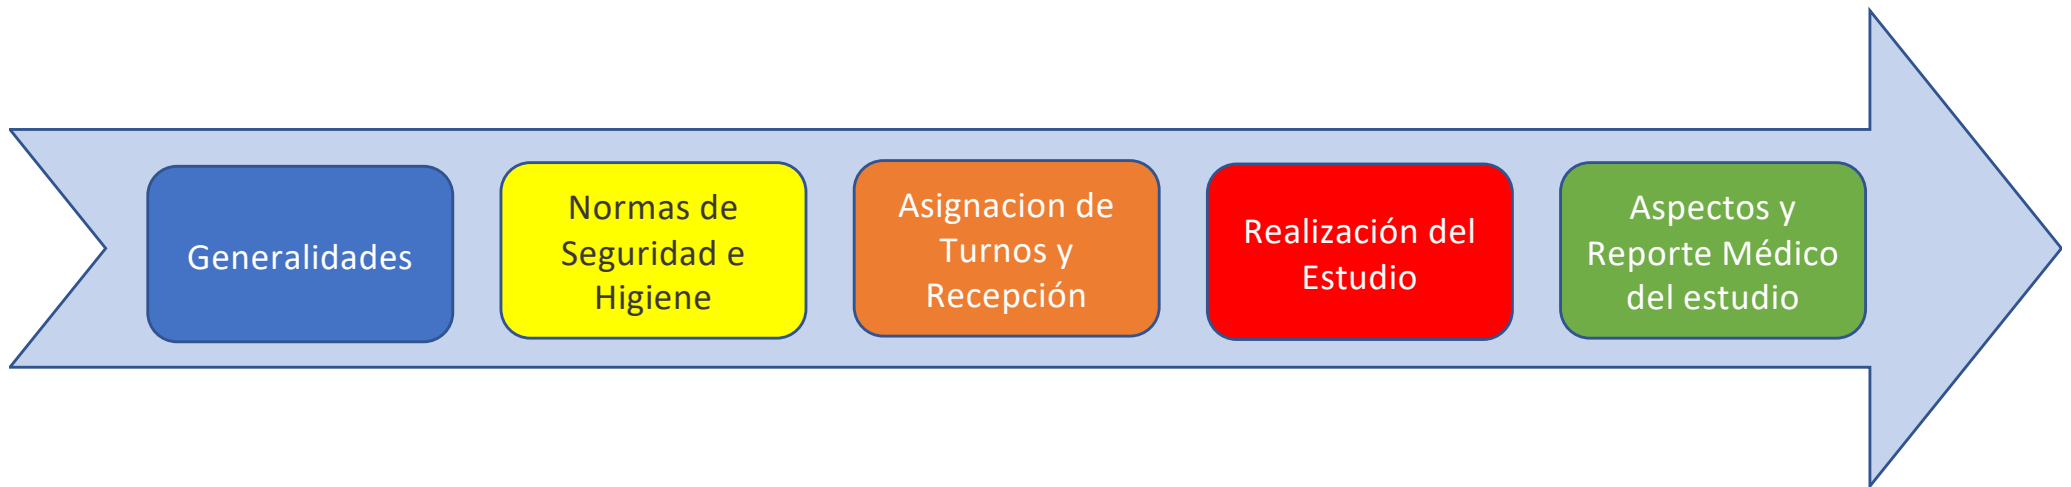 Generalidades
Normas de
Seguridad e
Higiene
Asignacion de
Turnos y
Recepción
Realización del
Estudio
Aspectos y
Reporte Médico
del estudio